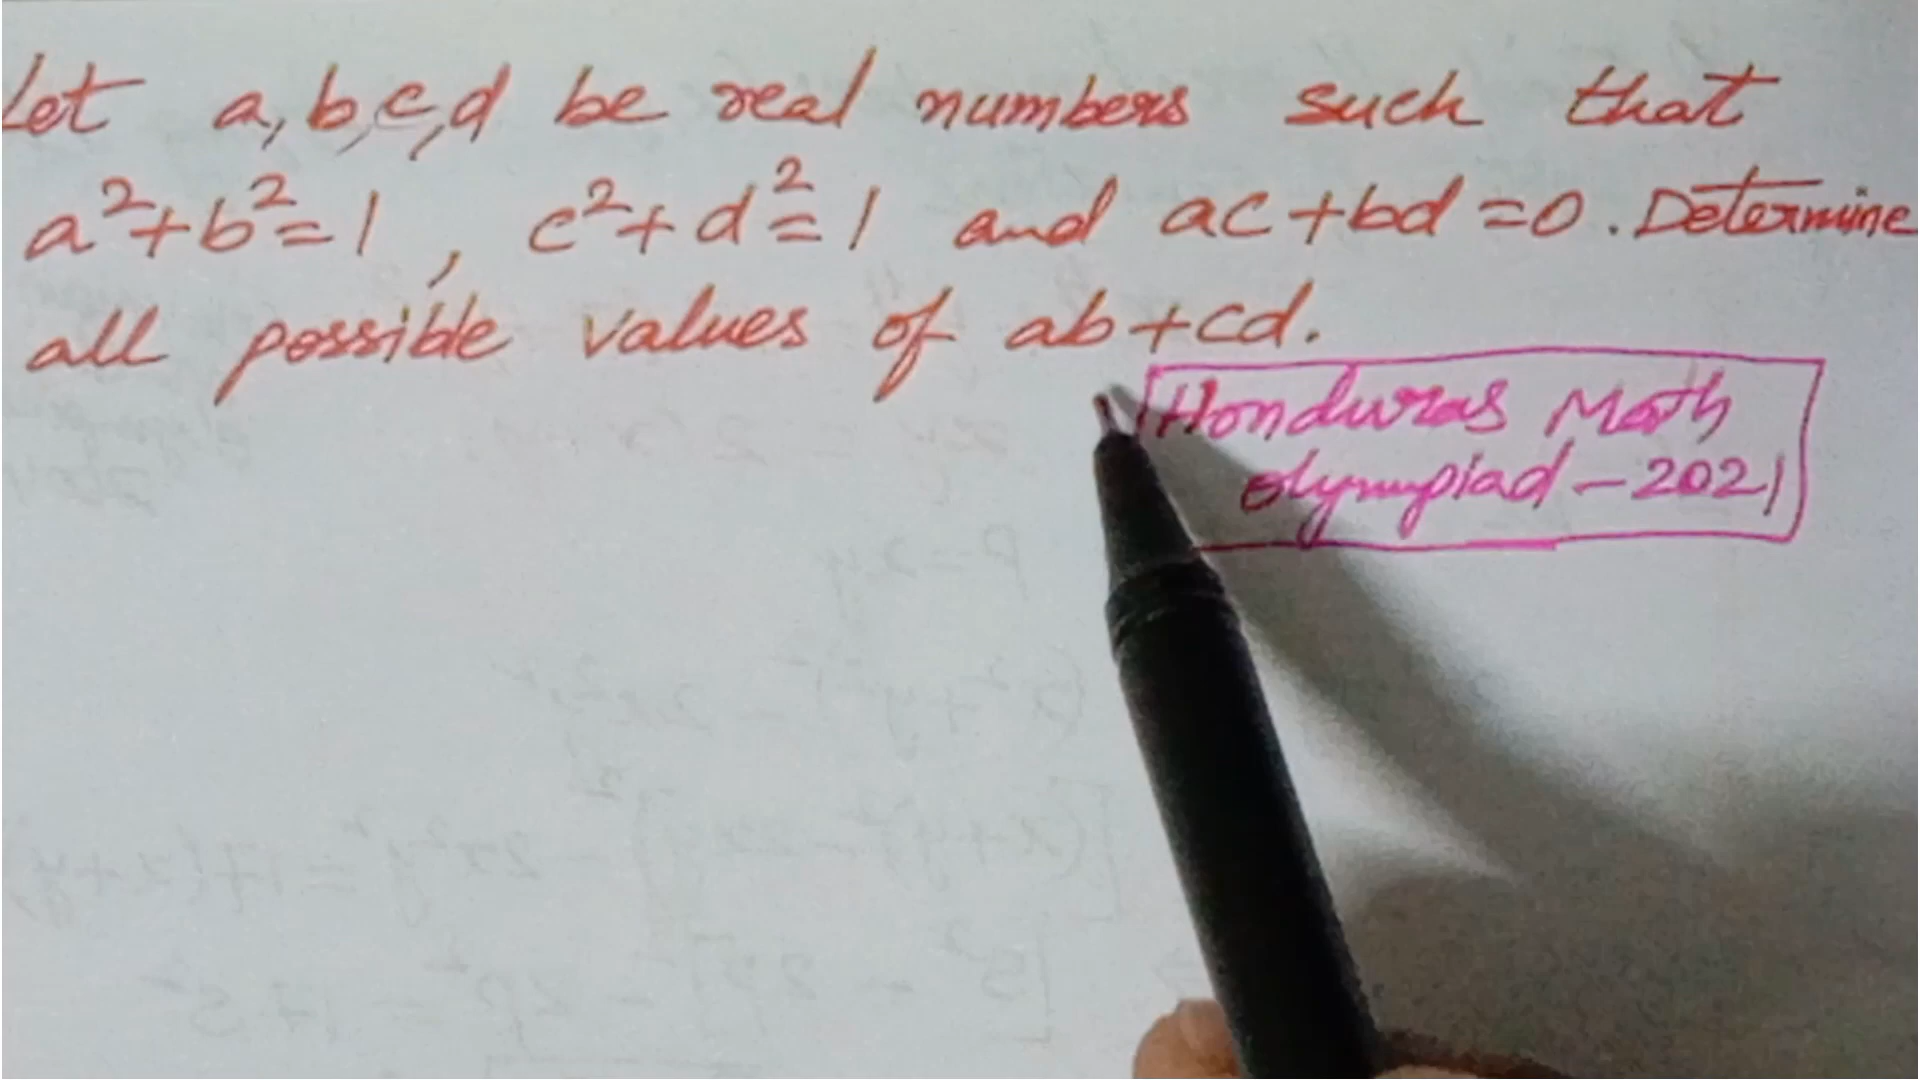 Let a, b, c, d be real numbers such that
a²+b²=1, c²+d²=1 and ac+bd=0. Determine
all possible values of ab+cd.
Honduras Math
Olympiad-2021